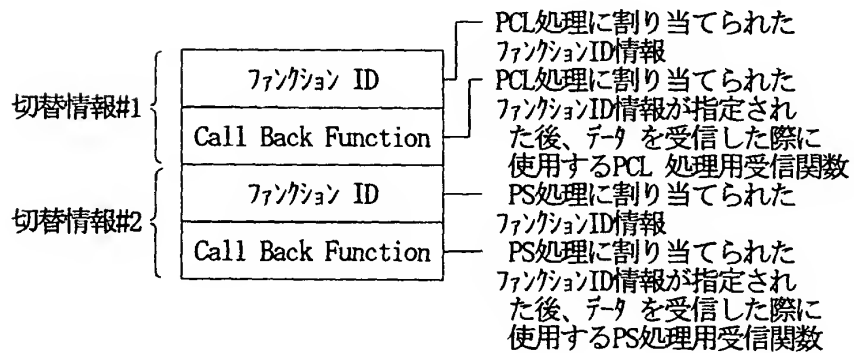 切替情報#1
ファンクション ID
Call Back Function
切替情報#2
ファンクション ID
Call Back Function
PCL処理に割り当てられた
ファンクションID情報
PCL処理に割り当てられた
ファンクションID情報が指定され
た後、データ を受信した際に
使用するPCL 処理用受信関数
PS処理に割り当てられた
ファンクションID情報
PS処理に割り当てられた
ファンクションID情報が指定され
た後、データ を受信した際に
使用するPS処理用受信関数